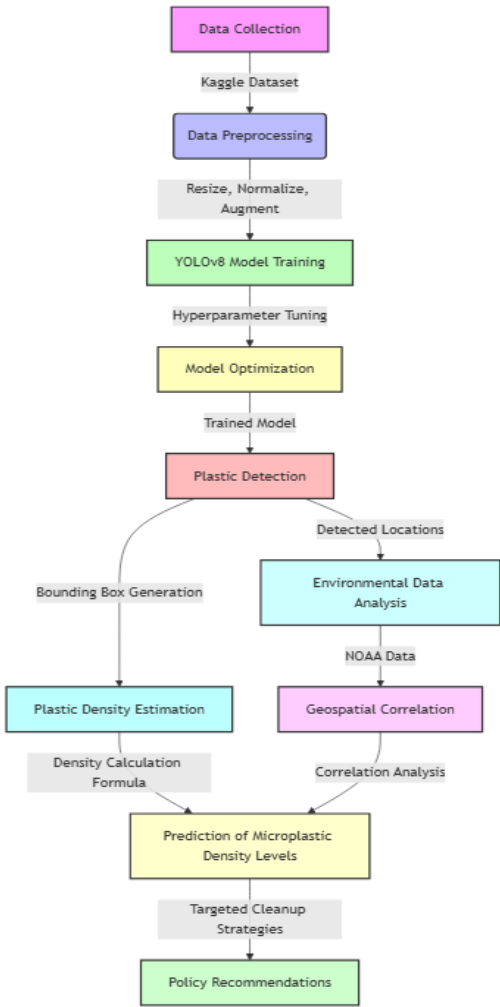 Data Collection
Kaggle Dataset
Data Preprocessing
Resize, Normalize,
Augment
YOLOv8 Model Training
Hyperparameter Tuning
Model Optimization
Trained Model
Plastic Detection
Detected Locations
Environmental Data
Analysis
Bounding Box Generation
NOAA Data
Plastic Density Estimation
Geospatial Correlation
Density Calculation
Formula
Correlation Analysis
Prediction of Microplastic
Density Levels
Targeted Cleanup
Strategies
Policy Recommendations